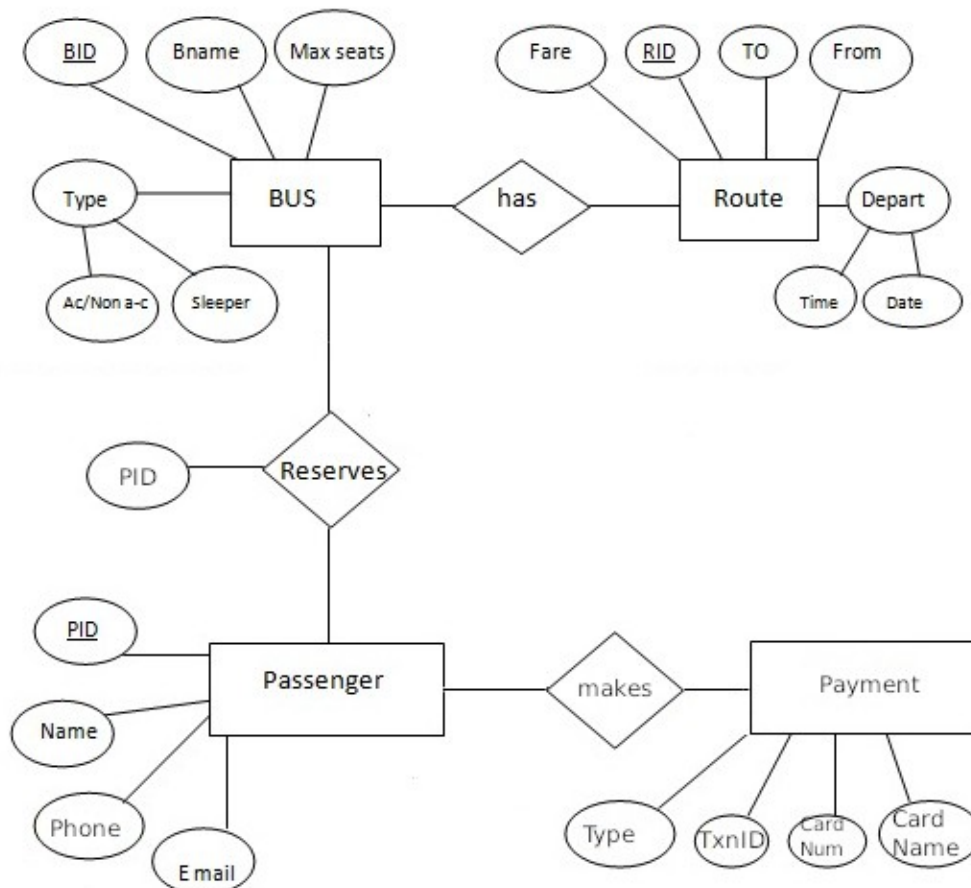 BID
Bname
Max seats
Fare
RID
TO
From
Type
BUS
has
Route
Depart
Ac/Non a-c
Sleeper
Time
Date
PID
Reserves
PID
Passenger
makes
Payment
Name
Phone
Email
Type
TxnID
Card
Num
Card
Name